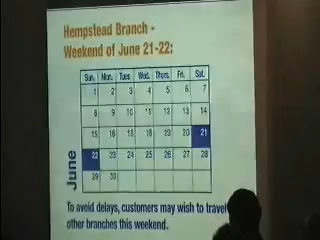 Hempstead Branch -
Weekend of June 21-22:
Sun. Mon. Tues. Wed. Thurs. Fri. Sat.
1 2 3 4 5 6 7
8 9 10 11 12 13 14
15 16 17 18 19 20 21
22 23 24 25 26 27 28
29 30
June
To avoid delays, customers may wish to travel
other branches this weekend.